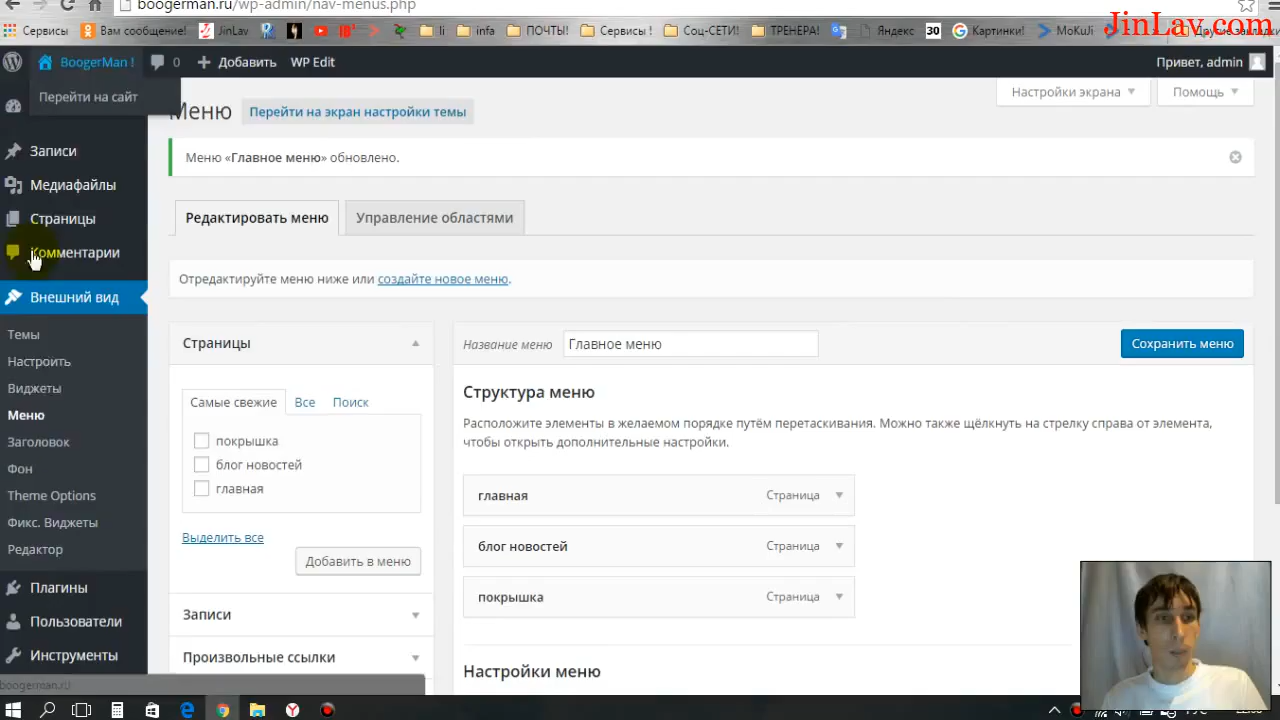 boogerman.ru/wp-admin/nav-menus.php
JinLav.com
Сервисы Вам сообщение! JinLav li infa ПОЧТЫ! Сервисы ! Соц-СЕТИ! ТРЕНЕРА! Яндекс 30 Картинки! MoKuJi Другие закладки
BoogerMan ! 0 Добавить WP Edit Привет, admin
Перейти на сайт
Настройки экрана Помощь
Меню Перейти на экран настройки темы
Записи
Медиафайлы
Страницы
Комментарии
Внешний вид
Темы
Настроить
Виджеты
Меню
Заголовок
Фон
Theme Options
Фикс. Виджеты
Редактор
Плагины
Пользователи
Инструменты
boogerman.ru
Меню «Главное меню» обновлено.
Редактировать меню Управление областями
Отредактируйте меню ниже или создайте новое меню.
Страницы
Самые свежие Все Поиск
покрышка
блог новостей
главная
Выделить все
Добавить в меню
Записи
Произвольные ссылки
Название меню Главное меню Сохранить меню
Структура меню
Расположите элементы в желаемом порядке путём перетаскивания. Можно также щёлкнуть на стрелку справа от элемента,
чтобы открыть дополнительные настройки.
главная Страница
блог новостей Страница
покрышка Страница
Настройки меню